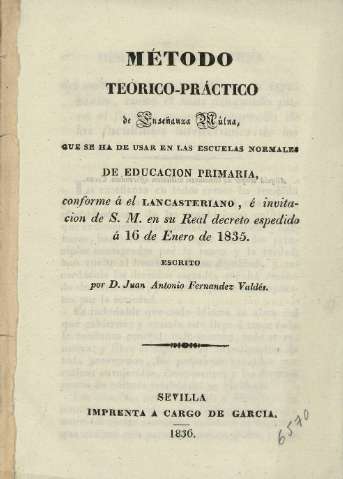 MÉTODO
TEÓRICO-PRÁCTICO
de Enseñanza Mútua,
QUE SE HA DE USAR EN LAS ESCUELAS NORMALES
DE EDUCACION PRIMARIA,
conforme á el LANCASTERIANO, é invita-
cion de S. M. en su Real decreto espedido
á 16 de Enero de 1835.
ESCRITO
por D. Juan Antonio Fernandez Valdés.
SEVILLA
IMPRENTA A CARGO DE GARCIA.
1836.
6570